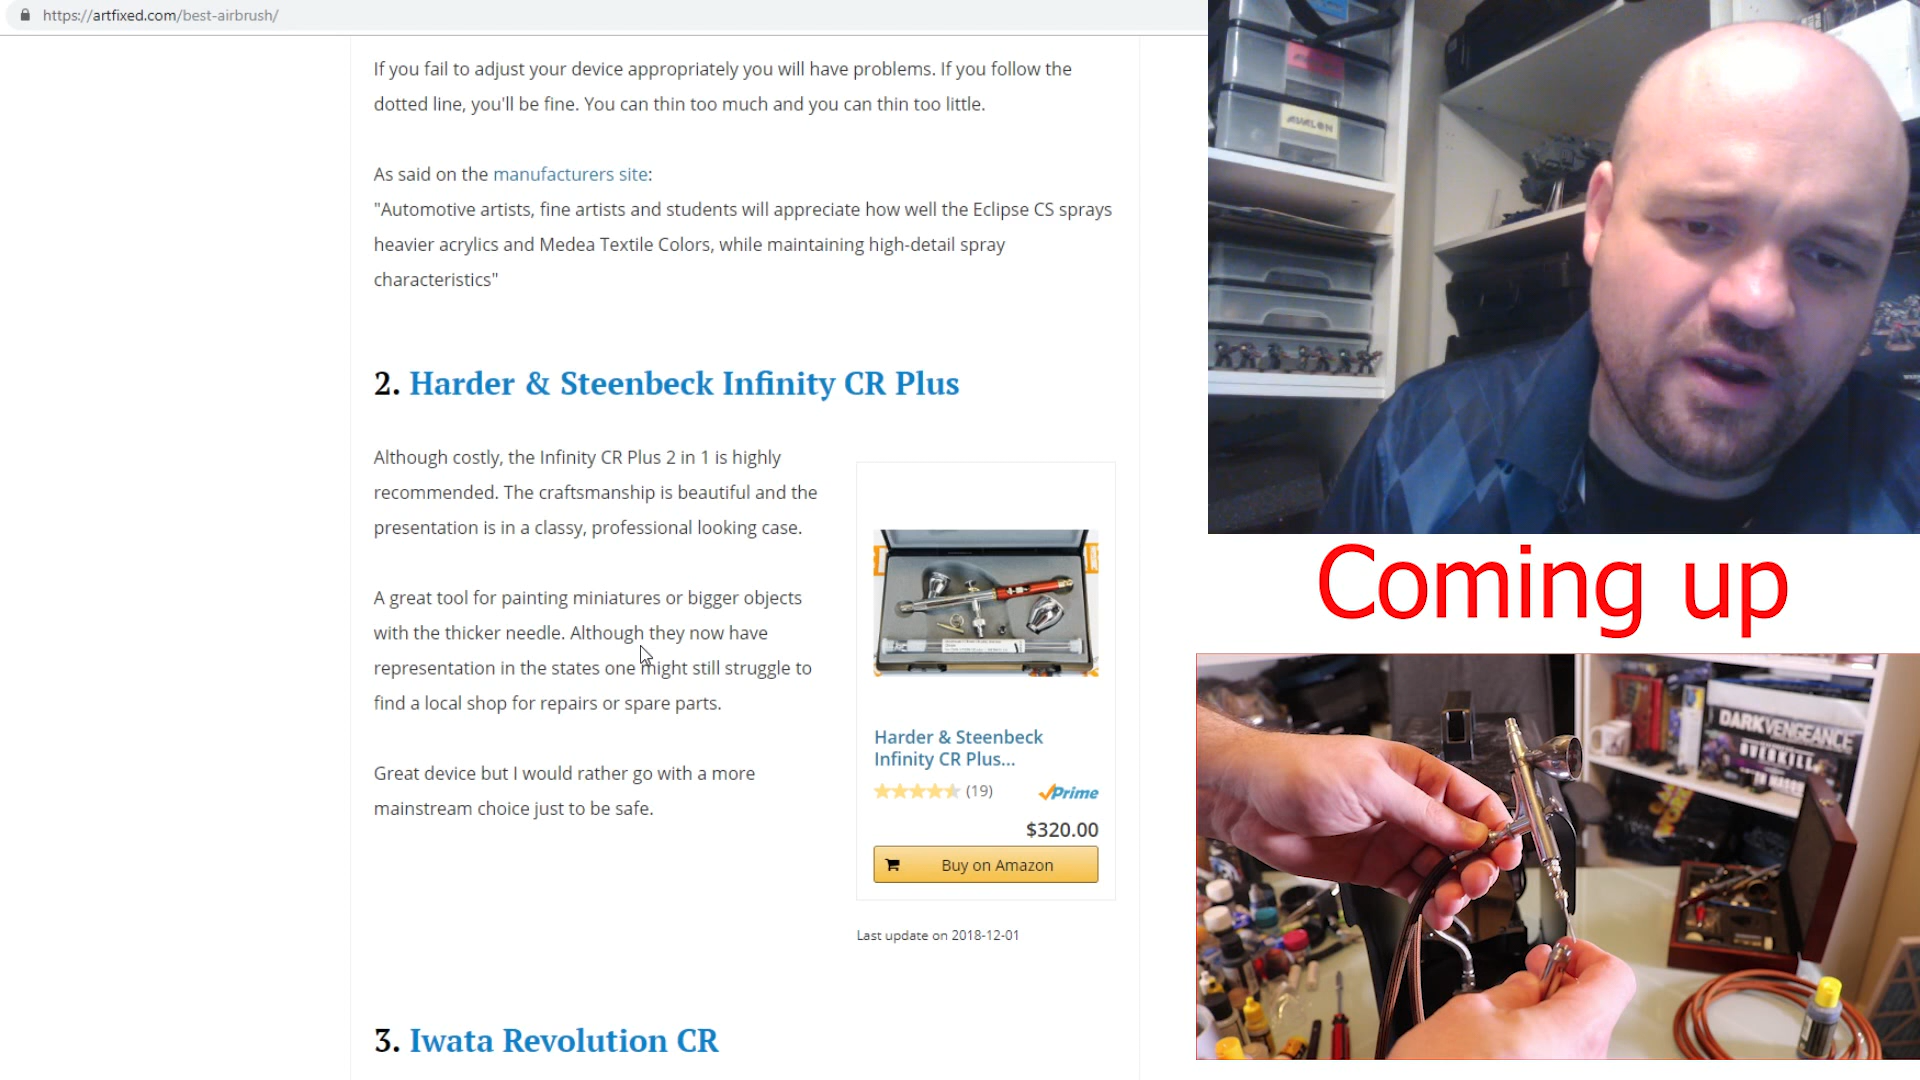 https://artfixed.com/best-airbrush/
If you fail to adjust your device appropriately you will have problems. If you follow the
dotted line, you'll be fine. You can thin too much and you can thin too little.
As said on the manufacturers site:
"Automotive artists, fine artists and students will appreciate how well the Eclipse CS sprays
heavier acrylics and Medea Textile Colors, while maintaining high-detail spray
characteristics"
2. Harder & Steenbeck Infinity CR Plus
Although costly, the Infinity CR Plus 2 in 1 is highly
recommended. The craftsmanship is beautiful and the
presentation is in a classy, professional looking case.
A great tool for painting miniatures or bigger objects
with the thicker needle. Although they now have
representation in the states one might still struggle to
find a local shop for repairs or spare parts.
Great device but I would rather go with a more
mainstream choice just to be safe.
Harder & Steenbeck
Infinity CR Plus...
(19)
Prime
$320.00
Buy on Amazon
Last update on 2018-12-01
3. Iwata Revolution CR
AVALON
Coming up
DARK VENGEANCE
OVERKILL